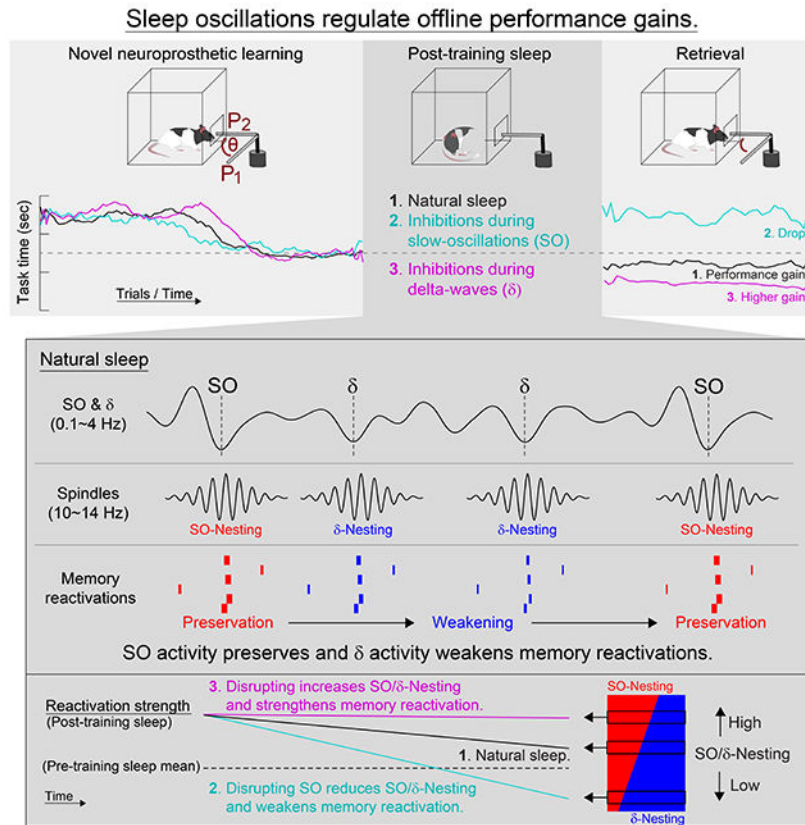 Sleep oscillations regulate offline performance gains.
Novel neuroprosthetic learning
Post-training sleep
Retrieval
P2
θ
P1
Task time (sec)
Trials / Time
1. Natural sleep
2. Inhibitions during
slow-oscillations (SO)
3. Inhibitions during
delta-waves (δ)
2. Drop
1. Performance gain
3. Higher gain
Natural sleep
SO & δ
(0.1~4 Hz)
SO
δ
δ
SO
Spindles
(10~14 Hz)
SO-Nesting
δ-Nesting
δ-Nesting
SO-Nesting
Memory
reactivations
Preservation
Weakening
Preservation
SO activity preserves and δ activity weakens memory reactivations.
Reactivation strength
(Post-training sleep)
3. Disrupting increases SO/δ-Nesting
and strengthens memory reactivation.
1. Natural sleep.
(Pre-training sleep mean)
2. Disrupting SO reduces SO/δ-Nesting
and weakens memory reactivation.
Time
SO-Nesting
High
SO/δ-Nesting
Low
δ-Nesting